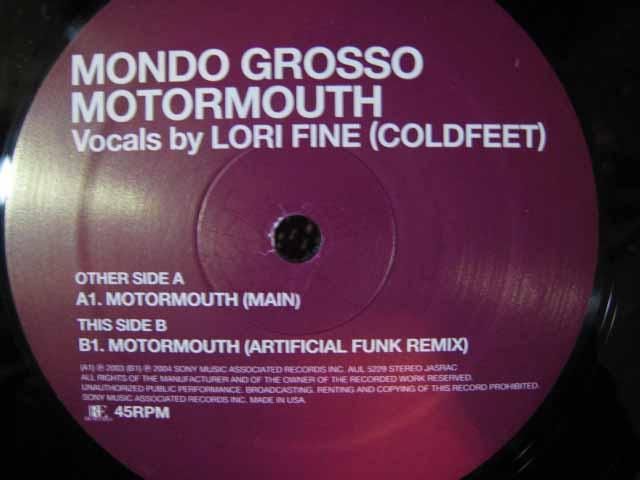 MONDO GROSSO
MOTORMOUTH
Vocals by LORI FINE (COLDFEET)
OTHER SIDE A
A1. MOTORMOUTH (MAIN)
THIS SIDE B
B1. MOTORMOUTH (ARTIFICIAL FUNK REMIX)
(A1) ℗ 2003 (B1) ℗ 2004 SONY MUSIC ASSOCIATED RECORDS INC. AIJL 5229 STEREO JASRAC
ALL RIGHTS OF THE MANUFACTURER AND OF THE OWNER OF THE RECORDED WORK RESERVED.
UNAUTHORIZED PUBLIC PERFORMANCE. BROADCASTING. RENTING AND COPYING OF THIS RECORD PROHIBITED.
SONY MUSIC ASSOCIATED RECORDS INC. MADE IN USA.
45RPM